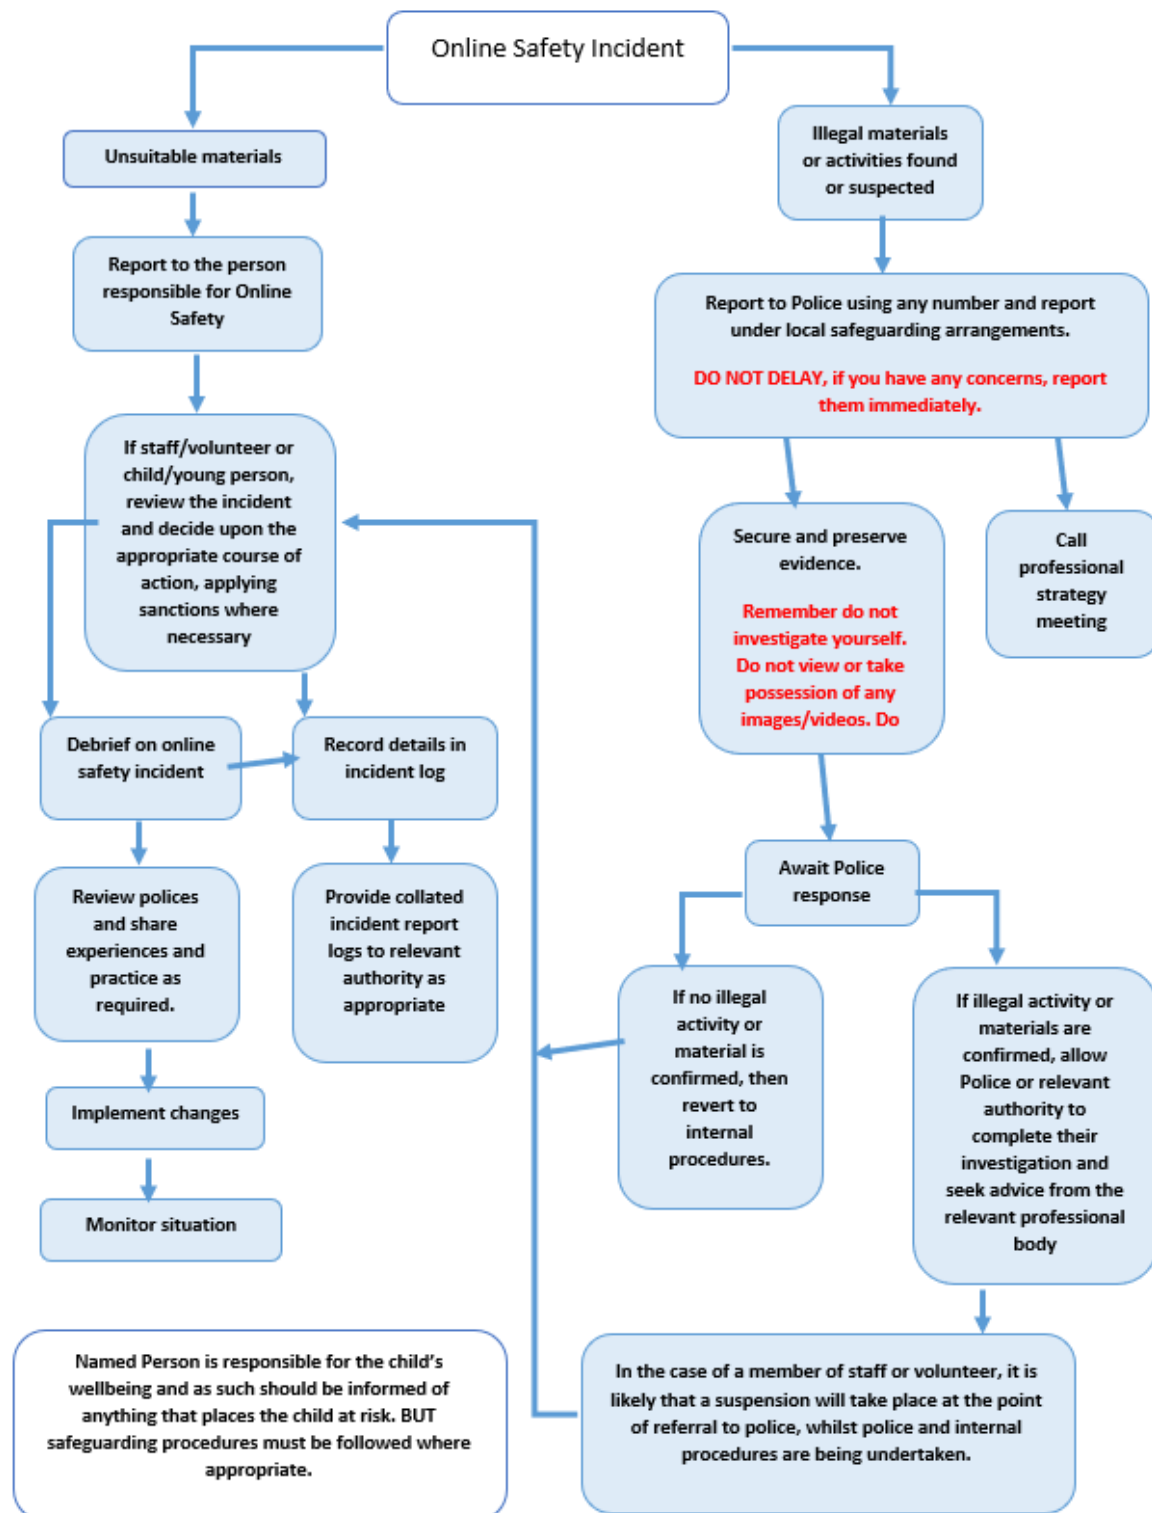 Online Safety Incident
Unsuitable materials
Report to the person
responsible for Online
Safety
If staff/volunteer or
child/young person,
review the incident
and decide upon the
appropriate course of
action, applying
sanctions where
necessary
Debrief on online
safety incident
Record details in
incident log
Review polices
and share
experiences and
practice as
required.
Provide collated
incident report
logs to relevant
authority as
appropriate
Implement changes
Monitor situation
Illegal materials
or activities found
or suspected
Report to Police using any number and report
under local safeguarding arrangements.
DO NOT DELAY, if you have any concerns, report
them immediately.
Secure and preserve
evidence.
Remember do not
investigate yourself.
Do not view or take
possession of any
images/videos. Do
Call
professional
strategy
meeting
Await Police
response
If no illegal
activity or
material is
confirmed, then
revert to
internal
procedures.
If illegal activity or
materials are
confirmed, allow
Police or relevant
authority to
complete their
investigation and
seek advice from the
relevant professional
body
In the case of a member of staff or volunteer, it is
likely that a suspension will take place at the point
of referral to police, whilst police and internal
procedures are being undertaken.
Named Person is responsible for the child's
wellbeing and as such should be informed of
anything that places the child at risk. BUT
safeguarding procedures must be followed where
appropriate.